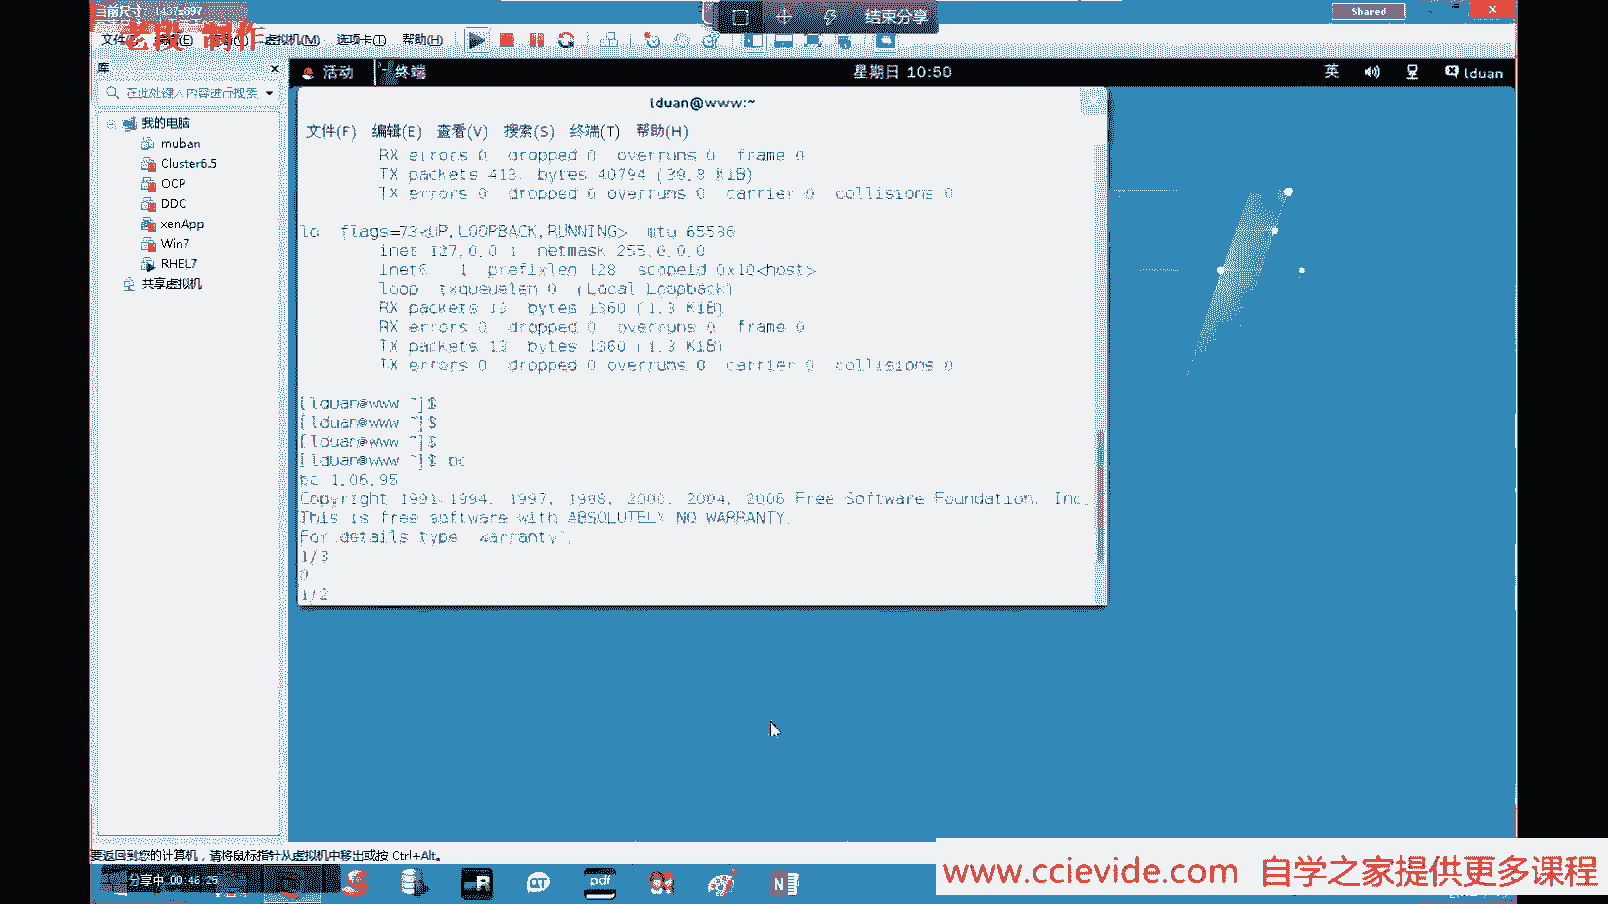 当前尺寸: 1437x897
结束分享
Shared
老段 制作
文件(F) 编辑(E) 虚拟机(M) 选项卡(T) 帮助(H)
库
在此处键入内容进行搜索
我的电脑
muban
Cluster6.5
OCP
DDC
xenApp
Win7
RHEL7
共享虚拟机
活动
终端
星期日 10:50
英
lduan
lduan@www:~
文件(F) 编辑(E) 查看(V) 搜索(S) 终端(T) 帮助(H)
RX errors 0 dropped 0 overruns 0 frame 0
TX packets 413 bytes 40794 (39.8 KiB)
TX errors 0 dropped 0 overruns 0 carrier 0 collisions 0
lo flags=73<UP,LOOPBACK,RUNNING> mtu 65536
inet 127.0.0.1 netmask 255.0.0.0
inet6 ::1 prefixlen 128 scopeid 0x10<host>
loop txqueuelen 0 (Local Loopback)
RX packets 13 bytes 1360 (1.3 KiB)
RX errors 0 dropped 0 overruns 0 frame 0
TX packets 13 bytes 1360 (1.3 KiB)
TX errors 0 dropped 0 overruns 0 carrier 0 collisions 0
[lduan@www ~]$
[lduan@www ~]$
[lduan@www ~]$
[lduan@www ~]$ bc
bc 1.06.95
Copyright 1991-1994, 1997, 1998, 2000, 2004, 2006 Free Software Foundation, Inc.
This is free software with ABSOLUTELY NO WARRANTY.
For details type `warranty'.
1/3
0
1/2
要返回到您的计算机，请将鼠标指针从虚拟机中移出或按 Ctrl+Alt。
分享中 00:46:25
pdf
www.ccievide.com 自学之家提供更多课程